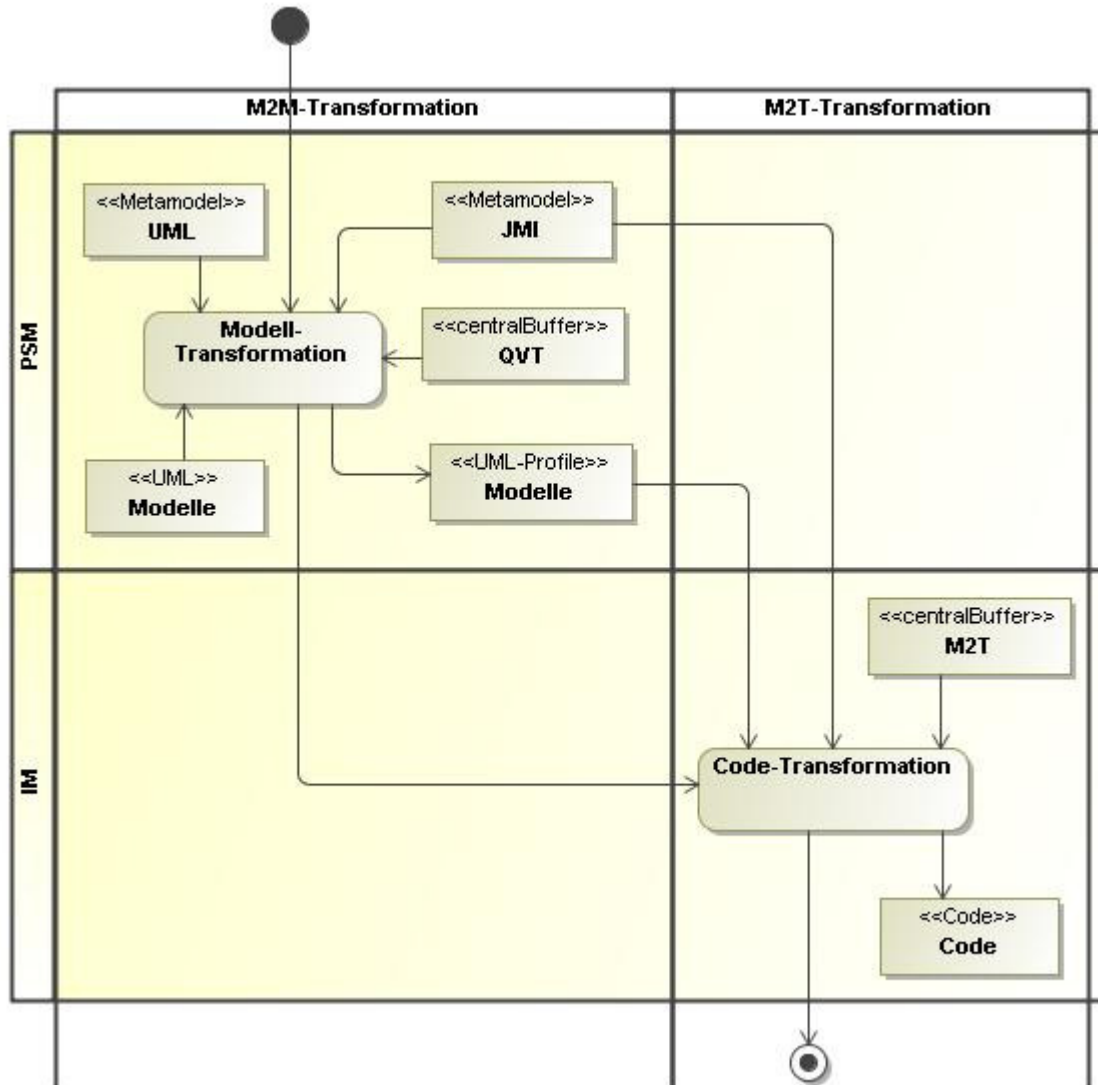 M2M-Transformation
M2T-Transformation
PSM
<<Metamodel>>
UML
<<Metamodel>>
JMI
Modell-
Transformation
<<centralBuffer>>
QVT
<<UML>>
Modelle
<<UML-Profile>>
Modelle
IM
<<centralBuffer>>
M2T
Code-Transformation
<<Code>>
Code